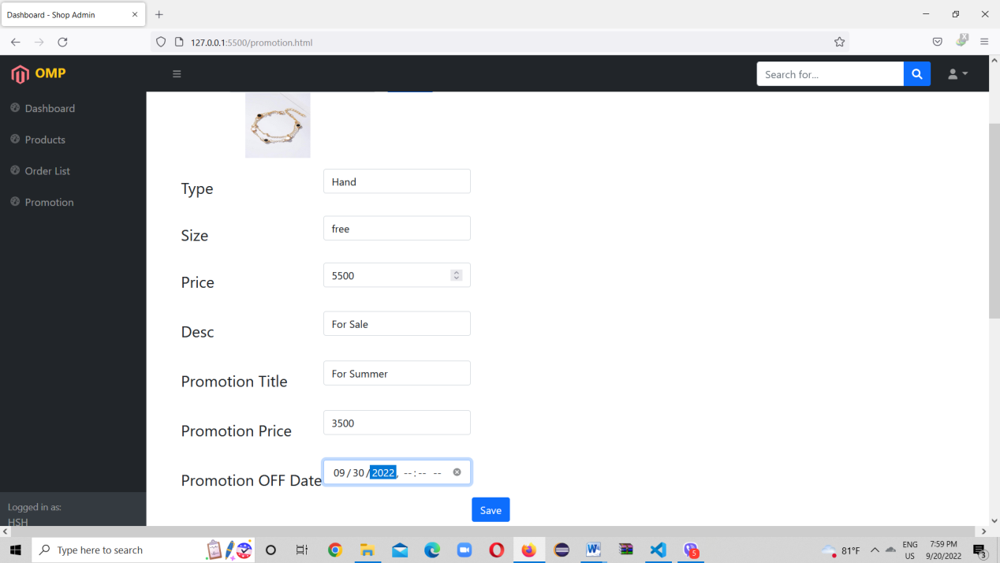 Dashboard - Shop Admin
127.0.0.1:5500/promotion.html
OMP
Search for...
Dashboard
Products
Order List
Promotion
Type
Hand
Size
free
Price
5500
Desc
For Sale
Promotion Title
For Summer
Promotion Price
3500
Promotion OFF Date
09/30/2022, --:-- --
Save
Logged in as:
HSH
Type here to search
5
81°F
ENG
US
7:59 PM
9/20/2022
3